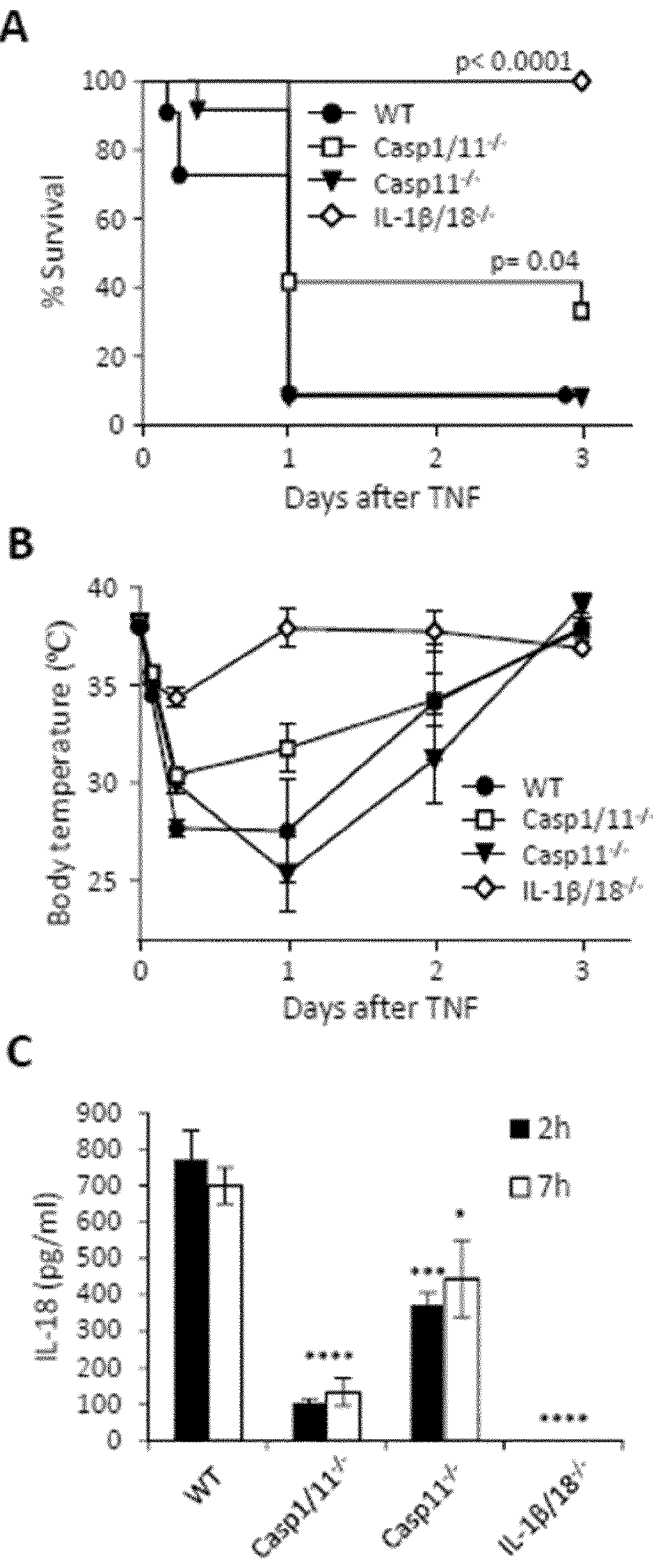 A
p< 0.0001
100
80
60
40
20
0
% Survival
WT
Casp1/11-/-
Casp11-/-
IL-1β/18-/-
p= 0.04
0 1 2 3
Days after TNF
B
40
35
30
25
Body temperature (ºC)
WT
Casp1/11-/-
Casp11-/-
IL-1β/18-/-
0 1 2 3
Days after TNF
C
900
800
700
600
500
400
300
200
100
0
IL-18 (pg/ml)
2h
7h
****
***
*
****
WT
Casp1/11-/-
Casp11-/-
IL-1β/18-/-